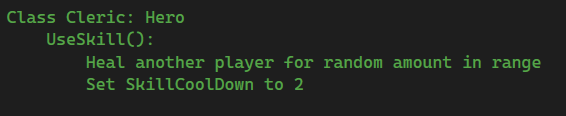 Class Cleric: Hero
UseSkill():
Heal another player for random amount in range
Set SkillCoolDown to 2